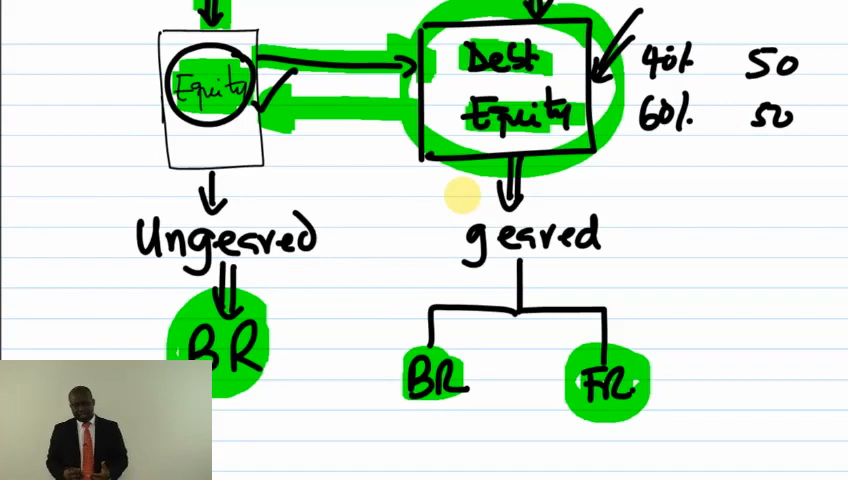 Debt 40% 50
Equity
Equity 60% 50
Ungeared geared
BR
BR FR